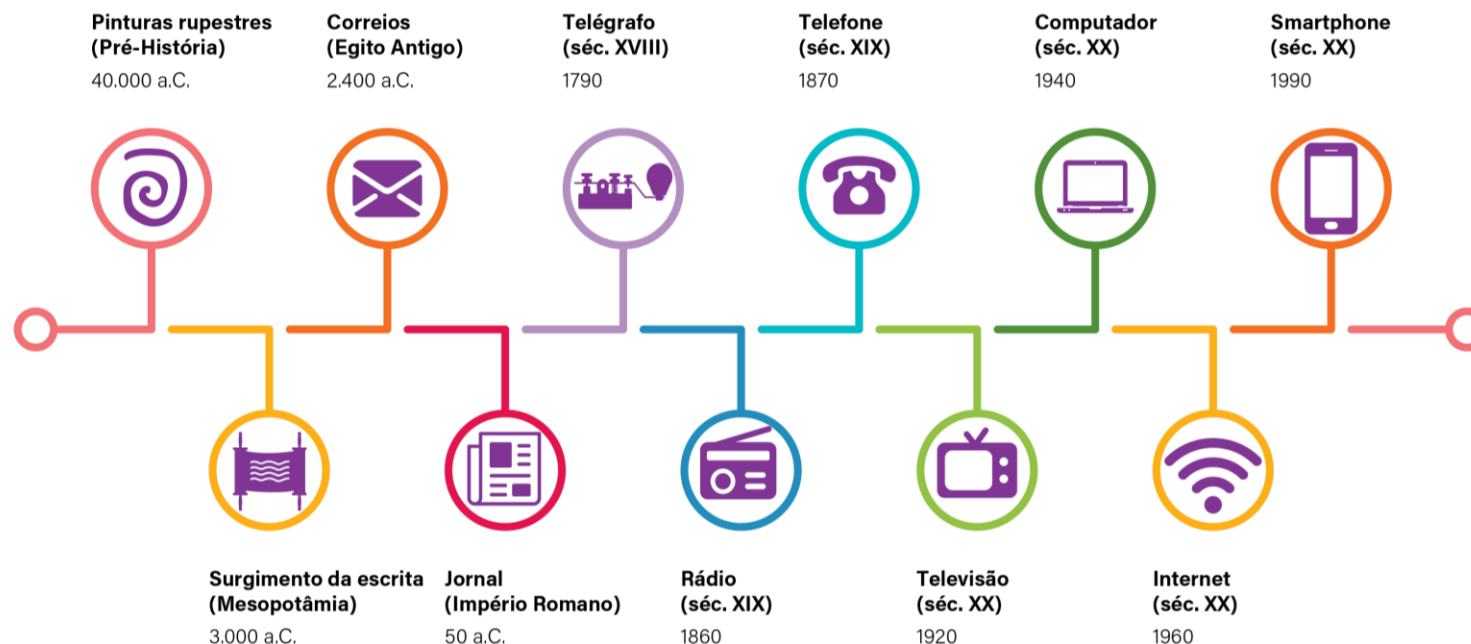 Pinturas rupestres
(Pré-História)
40.000 a.C.
Surgimento da escrita
(Mesopotâmia)
3.000 a.C.
Correios
(Egito Antigo)
2.400 a.C.
Jornal
(Império Romano)
50 a.C.
Telégrafo
(séc. XVIII)
1790
Rádio
(séc. XIX)
1860
Telefone
(séc. XIX)
1870
Televisão
(séc. XX)
1920
Computador
(séc. XX)
1940
Internet
(séc. XX)
1960
Smartphone
(séc. XX)
1990